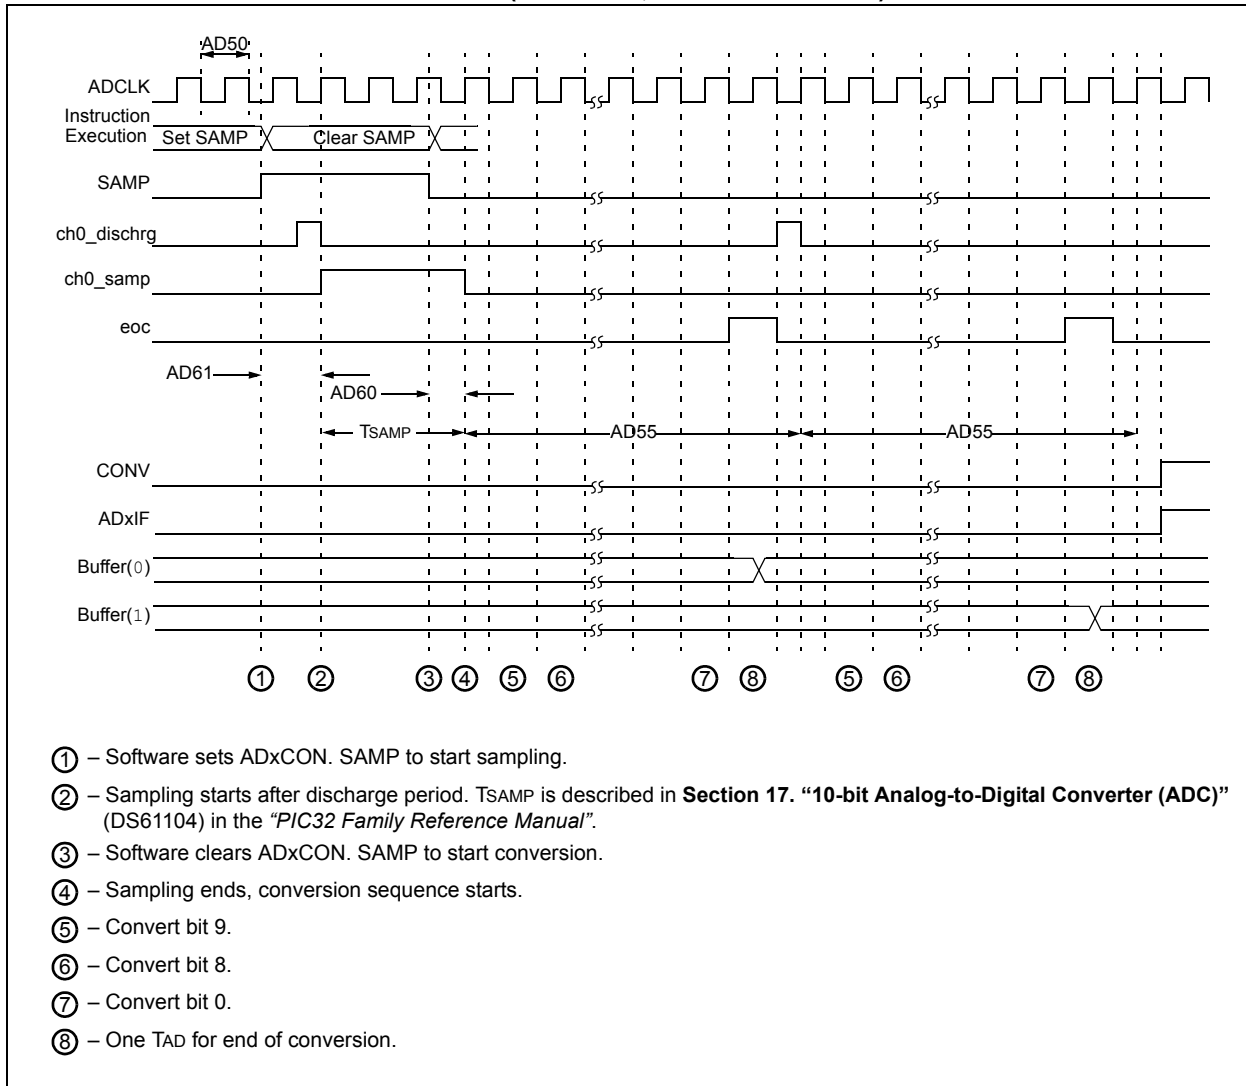 AD50
ADCLK
Instruction
Execution Set SAMP Clear SAMP
SAMP
ch0_dischrg
ch0_samp
eoc
AD61
AD60
TSAMP AD55 AD55
CONV
ADxIF
Buffer(0)
Buffer(1)
1 2 3 4 5 6 7 8 5 6 7 8
1 – Software sets ADxCON. SAMP to start sampling.
2 – Sampling starts after discharge period. TSAMP is described in Section 17. “10-bit Analog-to-Digital Converter (ADC)”
(DS61104) in the “PIC32 Family Reference Manual”.
3 – Software clears ADxCON. SAMP to start conversion.
4 – Sampling ends, conversion sequence starts.
5 – Convert bit 9.
6 – Convert bit 8.
7 – Convert bit 0.
8 – One TAD for end of conversion.